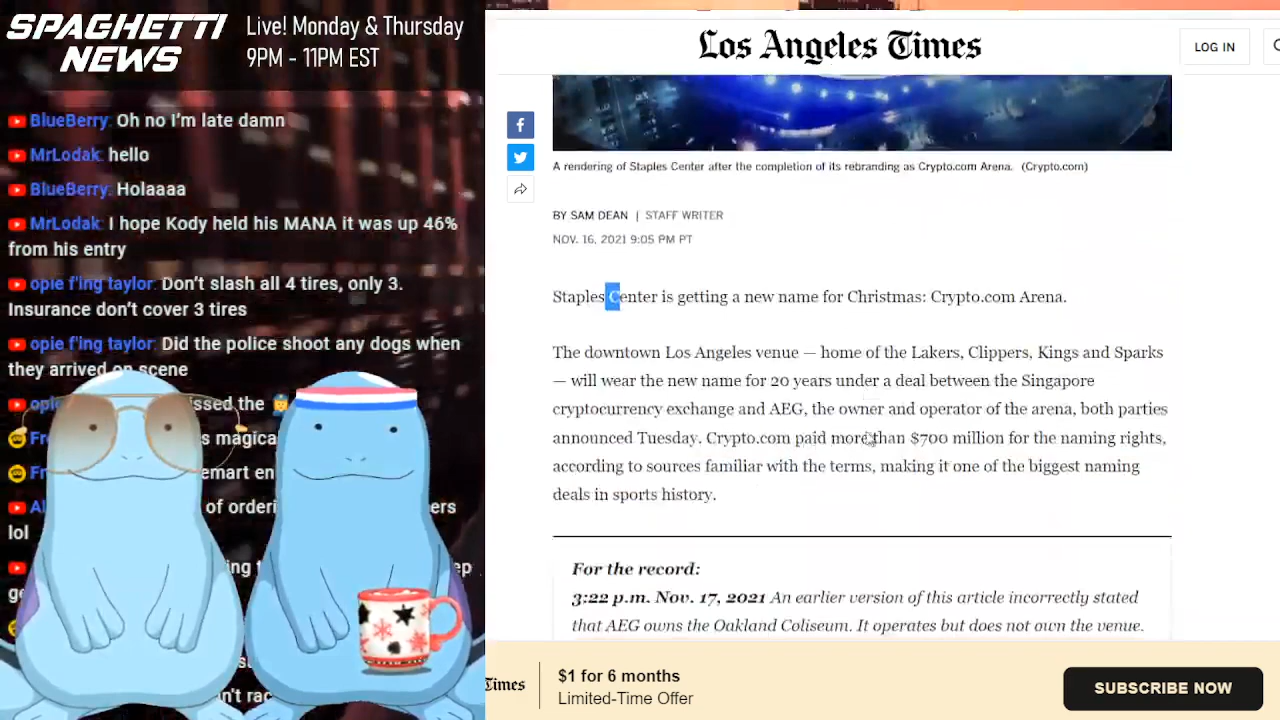 SPAGHETTI
NEWS
Live! Monday & Thursday
9PM - 11PM EST
BlueBerry: Oh no I'm late damn
MrLodak: hello
BlueBerry: Holaaaa
MrLodak: I hope Kody held his MANA it was up 46%
from his entry
opie f'ing taylor: Don't slash all 4 tires, only 3.
Insurance don't cover 3 tires
opie f'ing taylor: Did the police shoot any dogs when
they arrived on scene
of ordering
lol
Los Angeles Times
LOG IN
A rendering of Staples Center after the completion of its rebranding as Crypto.com Arena. (Crypto.com)
BY SAM DEAN | STAFF WRITER
NOV. 16, 2021 9:05 PM PT
Staples Center is getting a new name for Christmas: Crypto.com Arena.
The downtown Los Angeles venue — home of the Lakers, Clippers, Kings and Sparks
— will wear the new name for 20 years under a deal between the Singapore
cryptocurrency exchange and AEG, the owner and operator of the arena, both parties
announced Tuesday. Crypto.com paid more than $700 million for the naming rights,
according to sources familiar with the terms, making it one of the biggest naming
deals in sports history.
For the record:
3:22 p.m. Nov. 17, 2021 An earlier version of this article incorrectly stated
that AEG owns the Oakland Coliseum. It operates but does not own the venue.
Times
$1 for 6 months
Limited-Time Offer
SUBSCRIBE NOW